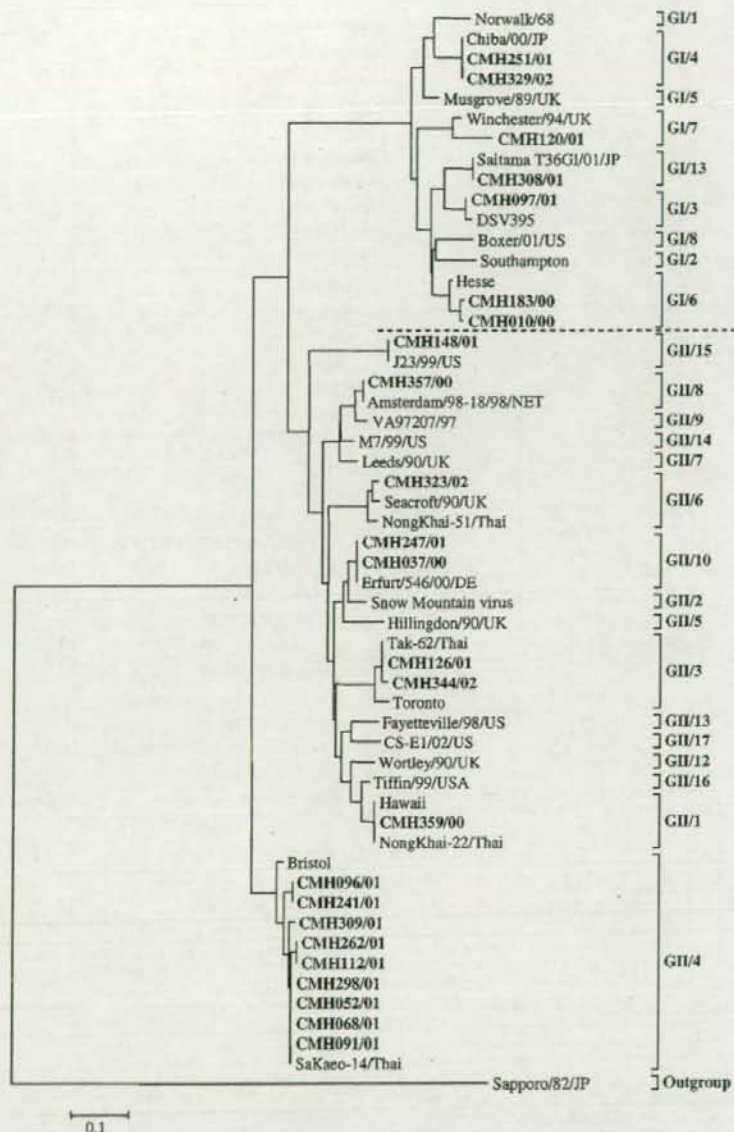 Norwalk/68 GI/1
Chiba/00/JP
CMH251/01 GI/4
CMH329/02
Musgrove/89/UK GI/5
Winchester/94/UK GI/7
CMH120/01
Saitama T36GI/01/JP GI/13
CMH308/01
CMH097/01 GI/3
DSV395
Boxer/01/US GI/8
Southampton GI/2
Hesse
CMH183/00 GI/6
CMH010/00
CMH148/01 GII/15
J23/99/US
CMH357/00 GII/8
Amsterdam/98-18/98/NET
VA97207/97 GII/9
M7/99/US GII/14
Leeds/90/UK GII/7
CMH323/02
Seacroft/90/UK GII/6
NongKhai-51/Thai
CMH247/01
CMH037/00 GII/10
Erfurt/546/00/DE
Snow Mountain virus GII/2
Hillingdon/90/UK GII/5
Tak-62/Thai
CMH126/01 GII/3
CMH344/02
Toronto
Fayetteville/98/US GII/13
CS-E1/02/US GII/17
Wortley/90/UK GII/12
Tiffin/99/USA GII/16
Hawaii
CMH359/00 GII/1
NongKhai-22/Thai
Bristol
CMH096/01
CMH241/01
CMH309/01
CMH262/01
CMH112/01 GII/4
CMH298/01
CMH052/01
CMH068/01
CMH091/01
SaKaeo-14/Thai
Sapporo/82/JP Outgroup
0.1